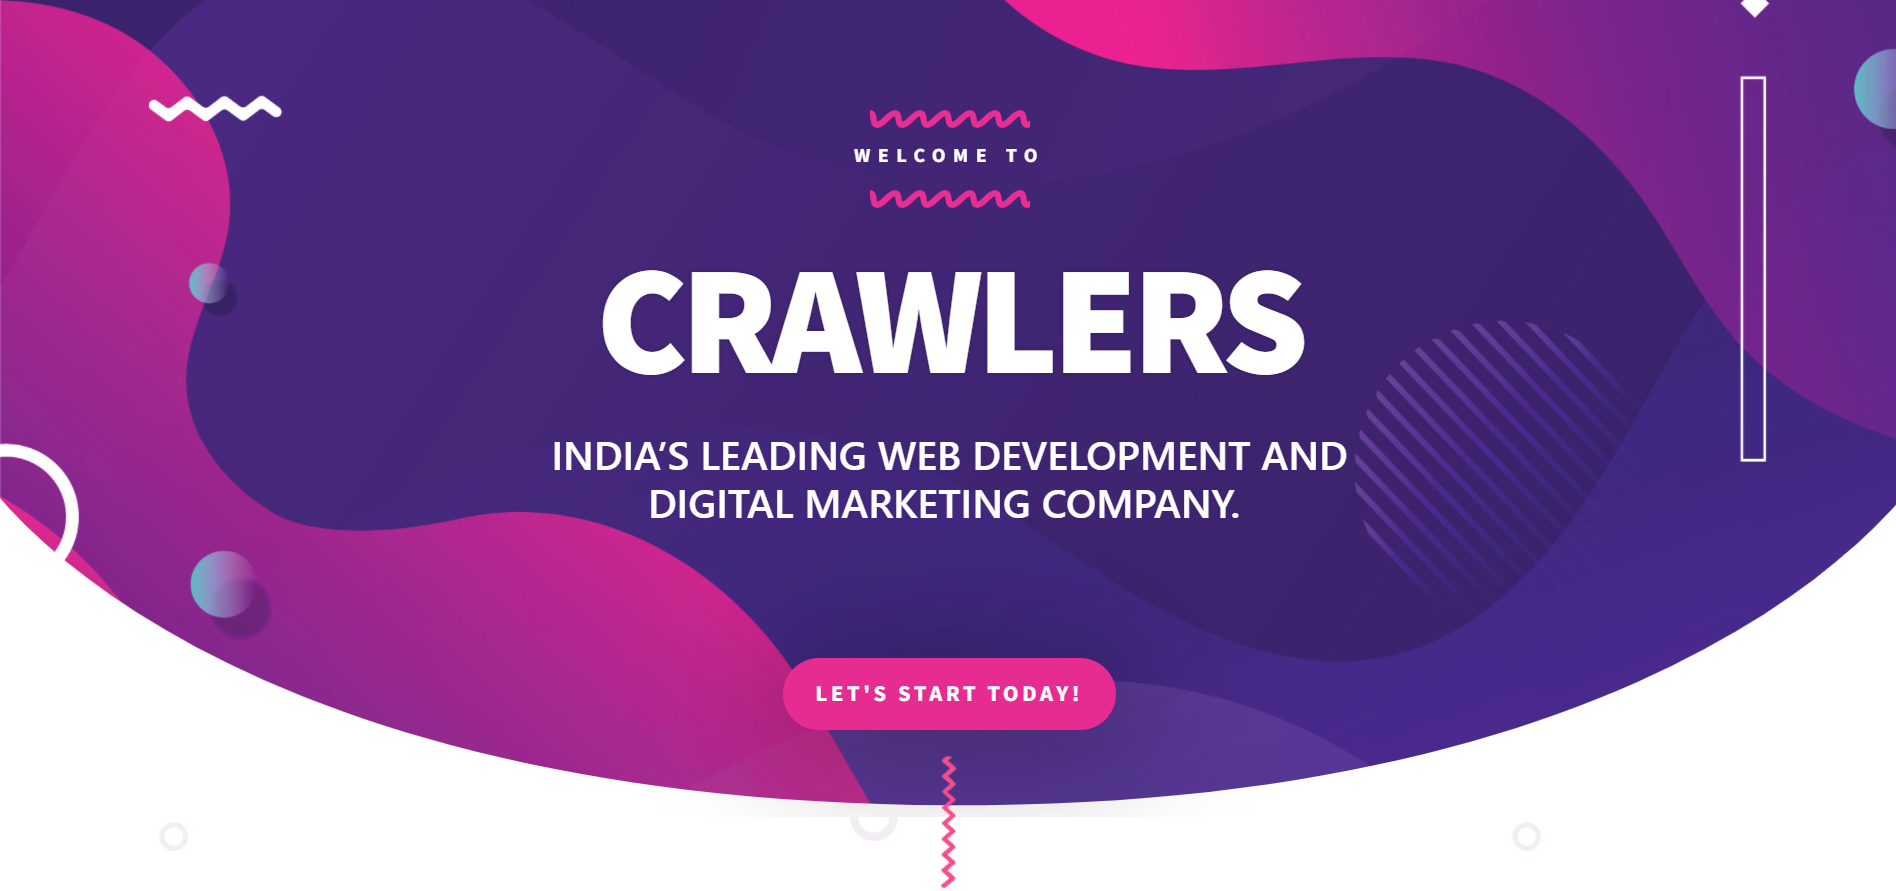 WELCOME TO
CRAWLERS
INDIA’S LEADING WEB DEVELOPMENT AND
DIGITAL MARKETING COMPANY.
LET'S START TODAY!